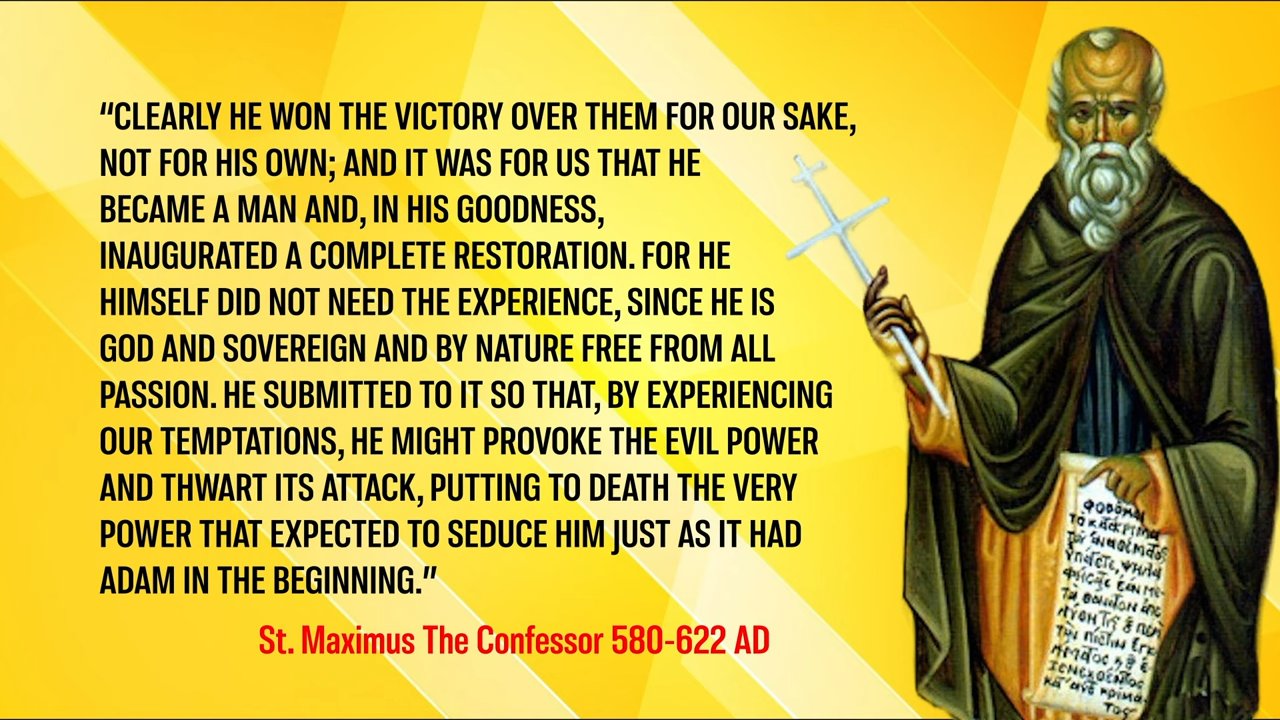 “CLEARLY HE WON THE VICTORY OVER THEM FOR OUR SAKE,
NOT FOR HIS OWN; AND IT WAS FOR US THAT HE
BECAME A MAN AND, IN HIS GOODNESS,
INAUGURATED A COMPLETE RESTORATION. FOR HE
HIMSELF DID NOT NEED THE EXPERIENCE, SINCE HE IS
GOD AND SOVEREIGN AND BY NATURE FREE FROM ALL
PASSION. HE SUBMITTED TO IT SO THAT, BY EXPERIENCING
OUR TEMPTATIONS, HE MIGHT PROVOKE THE EVIL POWER
AND THWART ITS ATTACK, PUTTING TO DEATH THE VERY
POWER THAT EXPECTED TO SEDUCE HIM JUST AS IT HAD
ADAM IN THE BEGINNING.”
St. Maximus The Confessor 580-622 AD